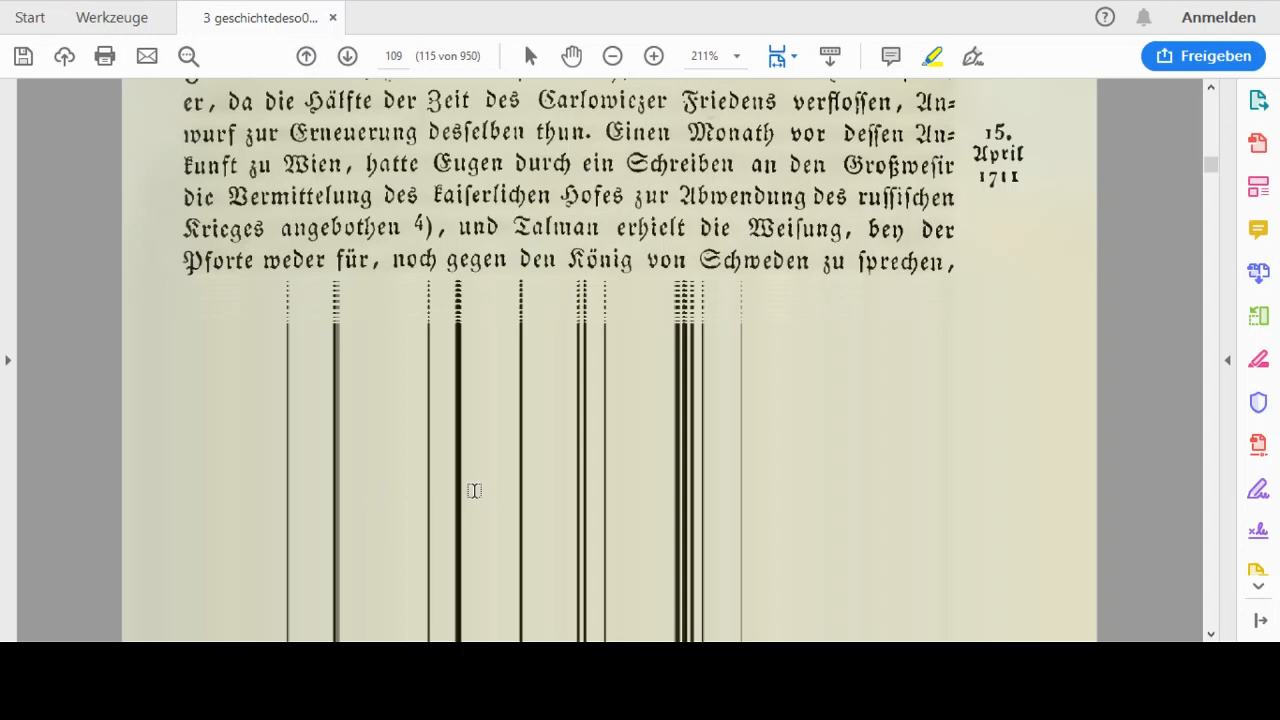 Start
Werkzeuge
3 geschichtedeso0... ×
Anmelden
109 (115 von 950)
211%
Freigeben
er, da die Hälfte der Zeit des Carlowiczer Friedens verflossen, An=
wurf zur Erneuerung desselben thun. Einen Monath vor dessen An=
kunft zu Wien, hatte Eugen durch ein Schreiben an den Großwesir
die Vermittelung des kaiserlichen Hofes zur Abwendung des russischen
Krieges angebothen 4), und Talman erhielt die Weisung, bey der
Pforte weder für, noch gegen den König von Schweden zu sprechen,
15.
April
1711